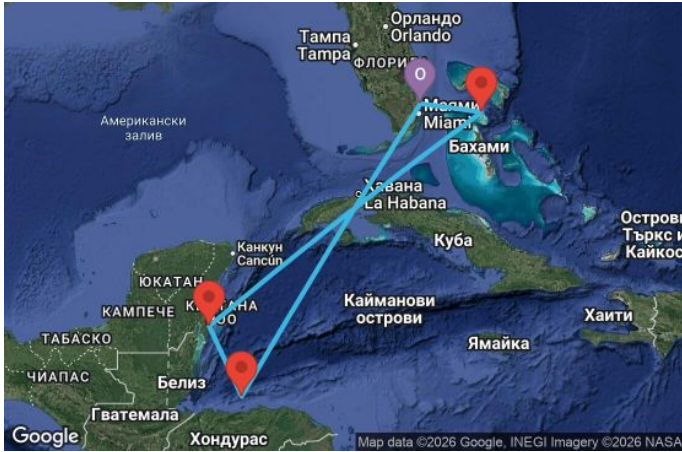 Орландо
Orlando
Тампа
Tampa
ФЛОРИ
O
Американски
залив
Маями
Miami
Бахами
Хавана
La Habana
Острови
Търкс и
Кайкос
Канкун
Cancún
Куба
ЮКАТАН
КАМПЕЧЕ
Кайманови
острови
Хаити
ТАБАСКО
Ямайка
ЧИАПАС
Белиз
Гватемала
Хондурас
Google
Map data ©2026 Google, INEGI Imagery ©2026 NASA